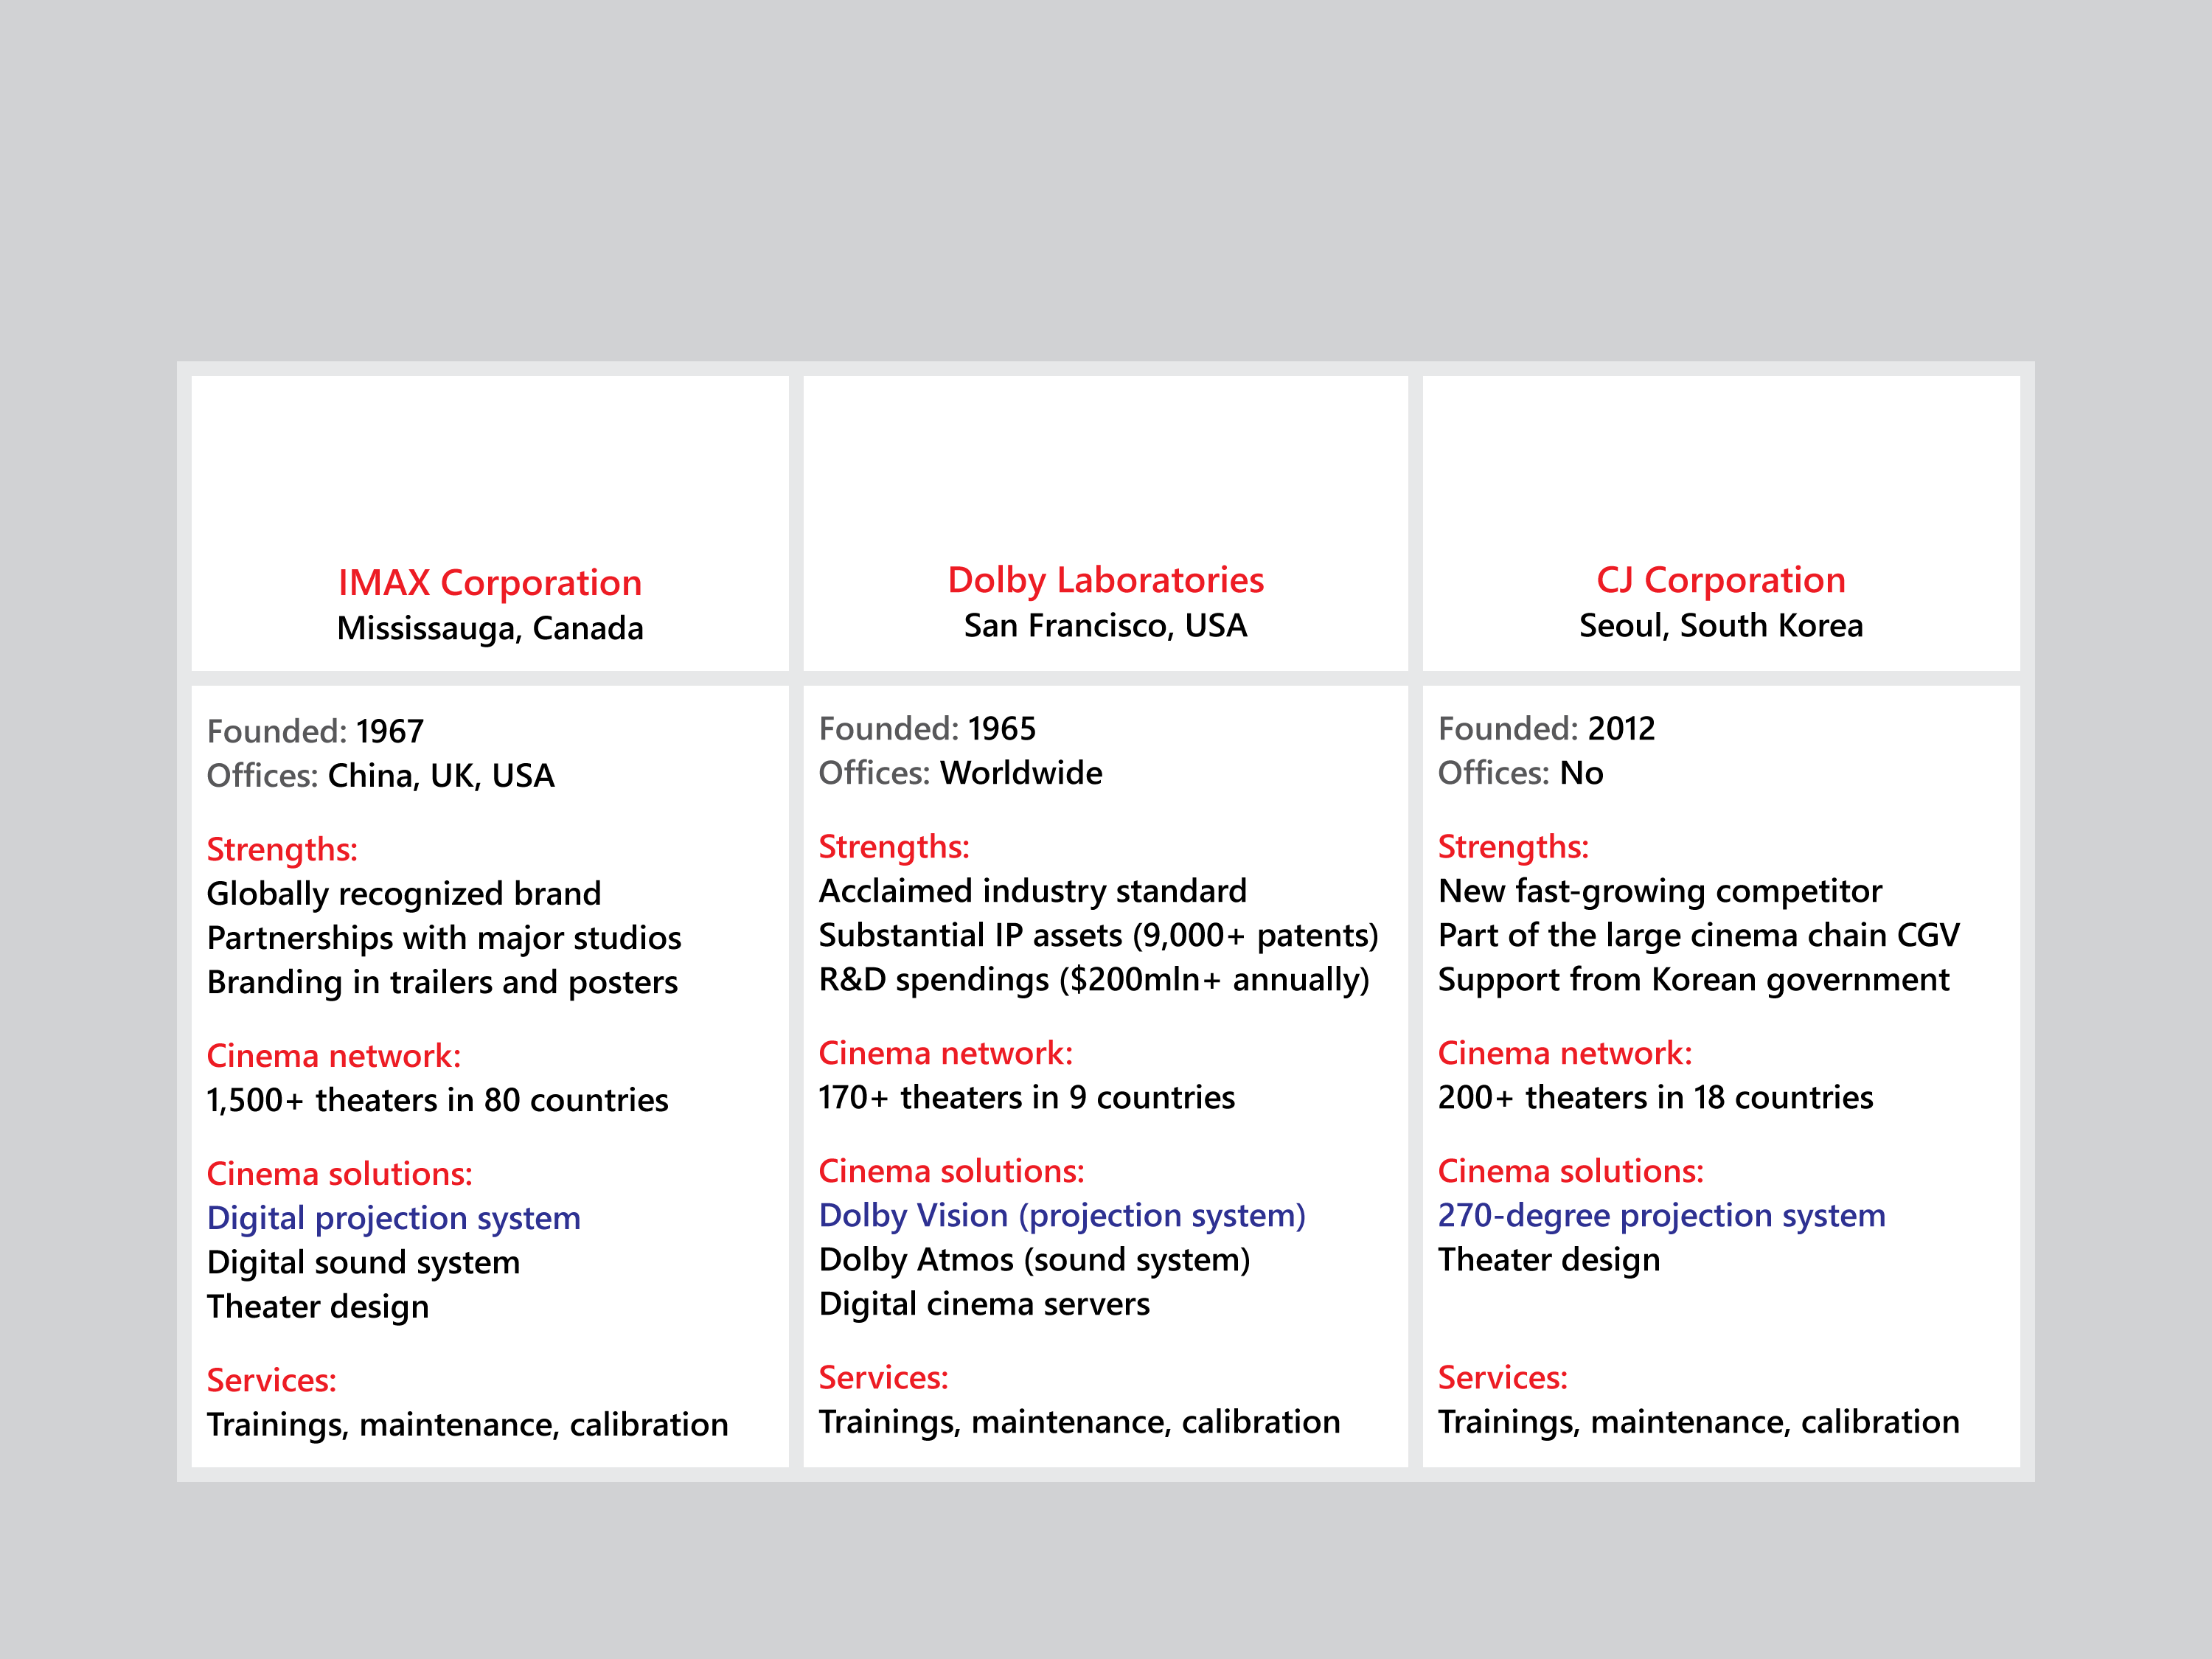 IMAX Corporation
Mississauga, Canada
Founded: 1967
Offices: China, UK, USA
Strengths:
Globally recognized brand
Partnerships with major studios
Branding in trailers and posters
Cinema network:
1,500+ theaters in 80 countries
Cinema solutions:
Digital projection system
Digital sound system
Theater design
Services:
Trainings, maintenance, calibration
Dolby Laboratories
San Francisco, USA
Founded: 1965
Offices: Worldwide
Strengths:
Acclaimed industry standard
Substantial IP assets (9,000+ patents)
R&D spendings ($200mln+ annually)
Cinema network:
170+ theaters in 9 countries
Cinema solutions:
Dolby Vision (projection system)
Dolby Atmos (sound system)
Digital cinema servers
Services:
Trainings, maintenance, calibration
CJ Corporation
Seoul, South Korea
Founded: 2012
Offices: No
Strengths:
New fast-growing competitor
Part of the large cinema chain CGV
Support from Korean government
Cinema network:
200+ theaters in 18 countries
Cinema solutions:
270-degree projection system
Theater design
Services:
Trainings, maintenance, calibration